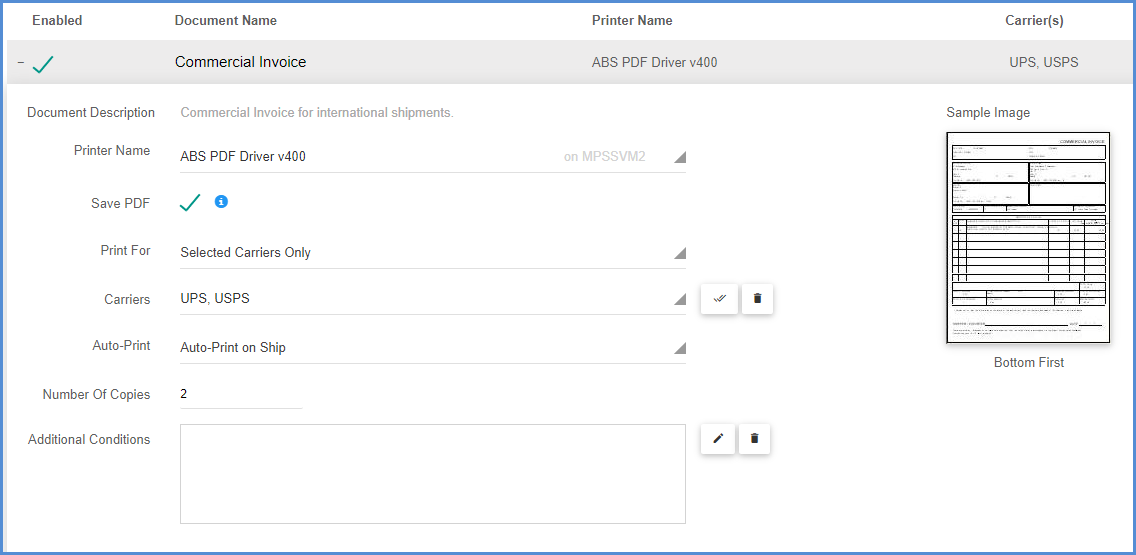 Enabled Document Name Printer Name Carrier(s)
– Commercial Invoice ABS PDF Driver v400 UPS, USPS
Document Description Commercial Invoice for international shipments. Sample Image
Printer Name ABS PDF Driver v400 on MPSSVM2
COMMERCIAL INVOICE
Save PDF
Print For Selected Carriers Only
Carriers UPS, USPS
Auto-Print Auto-Print on Ship
Bottom First
Number Of Copies 2
Additional Conditions